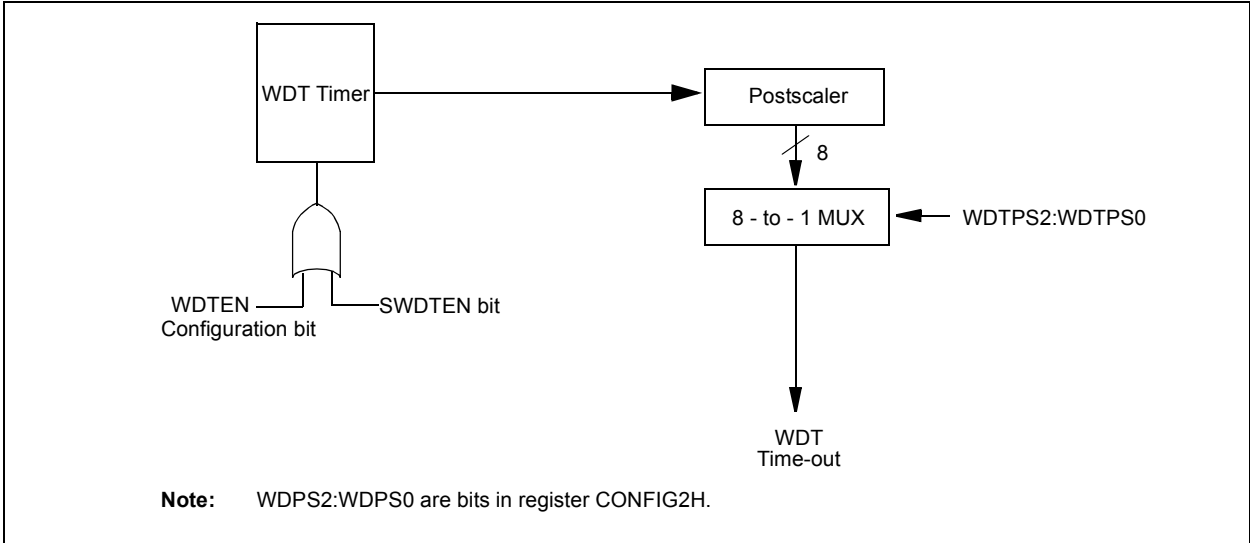 WDT Timer
Postscaler
8
8 - to - 1 MUX
WDTPS2:WDTPS0
WDTEN
Configuration bit
SWDTEN bit
WDT
Time-out
Note: WDPS2:WDPS0 are bits in register CONFIG2H.